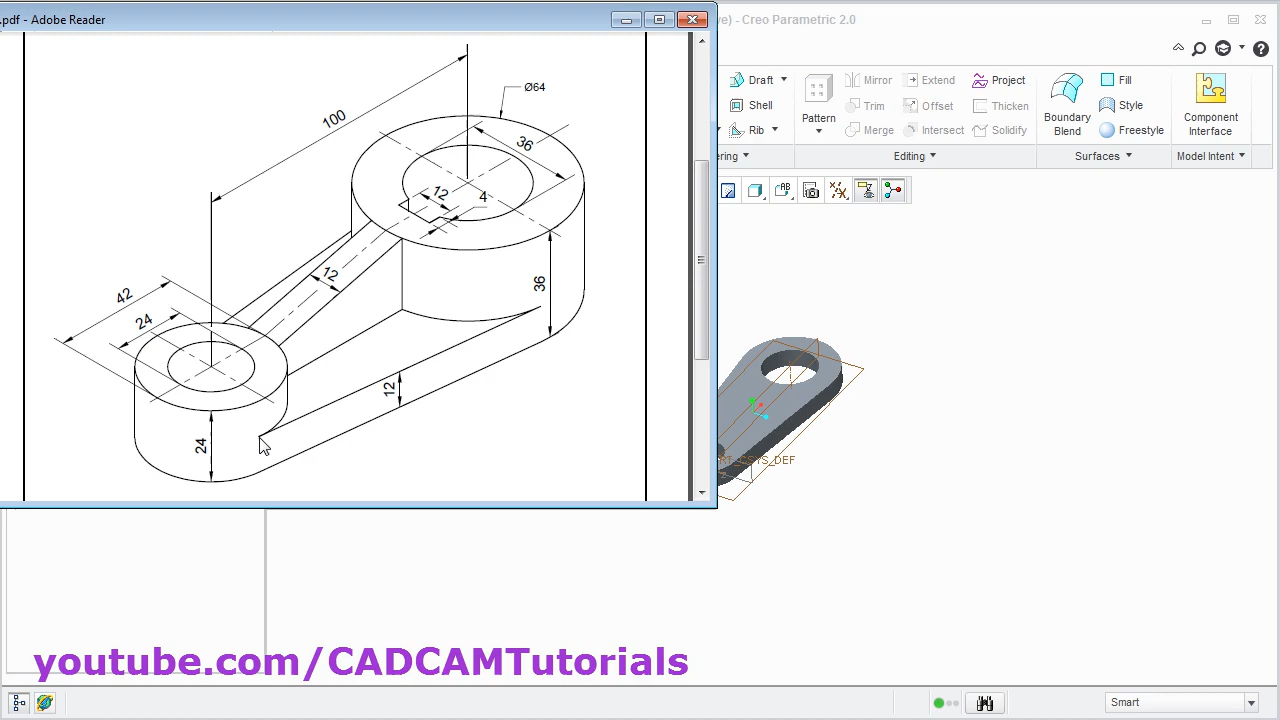 .pdf - Adobe Reader
ve) - Creo Parametric 2.0
Draft
Mirror
Extend
Project
Fill
Shell
Trim
Offset
Thicken
Style
Rib
Pattern
Merge
Intersect
Solidify
Boundary
Blend
Freestyle
Component
Interface
ering
Editing
Surfaces
Model Intent
Ø64
100
36
12
4
12
36
42
24
12
24
RT_CSYS_DEF
youtube.com/CADCAMTutorials
Smart